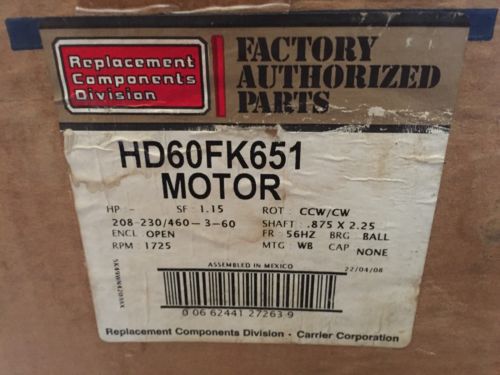 Replacement
Components
Division
FACTORY
AUTHORIZED
PARTS
HD60FK651
MOTOR
HP: - SF: 1.15 ROT: CCW/CW
208-230/460-3-60 SHAFT: .875 X 2.25
ENCL OPEN FR: 56HZ BRG BALL
RPM: 1725 MTG: WB CAP NONE
ASSEMBLED IN MEXICO 22/04/08
0 06 62441 27263 9
Replacement Components Division - Carrier Corporation